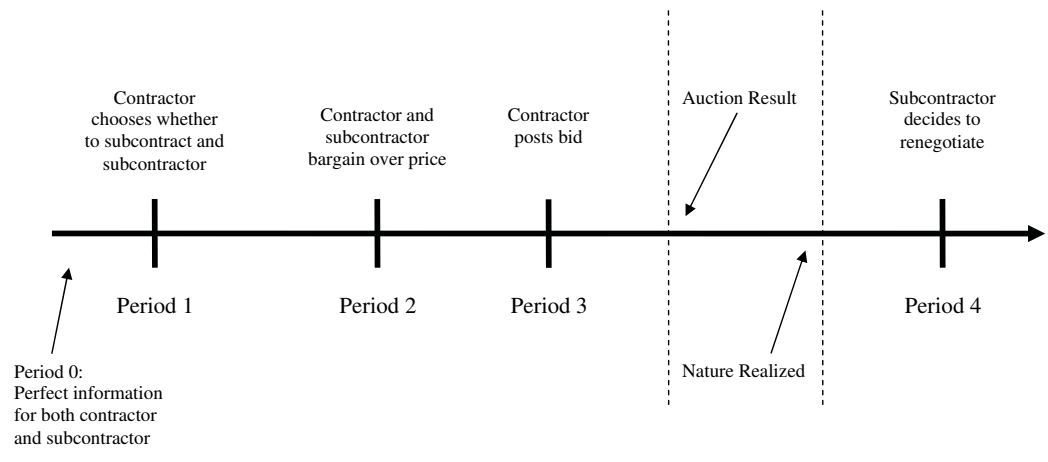 Contractor
chooses whether
to subcontract and
subcontractor
Contractor and
subcontractor
bargain over price
Contractor
posts bid
Auction Result
Subcontractor
decides to
renegotiate
Period 1
Period 2
Period 3
Period 4
Period 0:
Perfect information
for both contractor
and subcontractor
Nature Realized